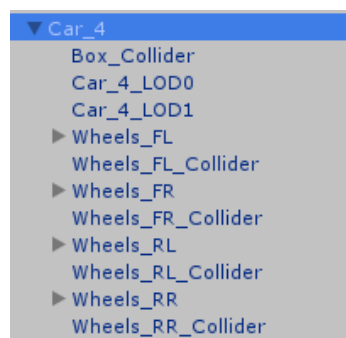 Car_4
Box_Collider
Car_4_LOD0
Car_4_LOD1
Wheels_FL
Wheels_FL_Collider
Wheels_FR
Wheels_FR_Collider
Wheels_RL
Wheels_RL_Collider
Wheels_RR
Wheels_RR_Collider